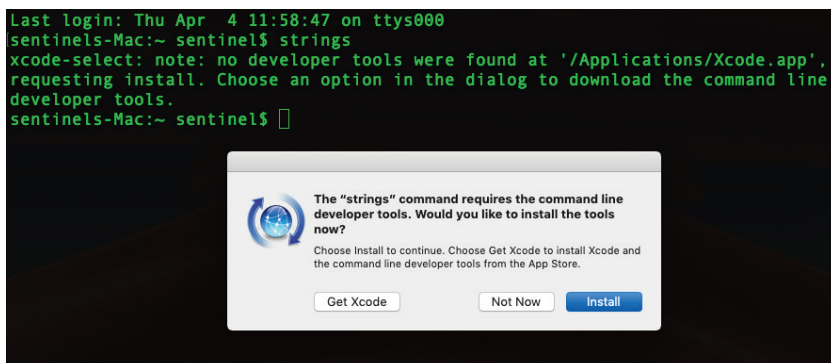 Last login: Thu Apr  4 11:58:47 on ttys000
[sentinels-Mac:~ sentinel$ strings
xcode-select: note: no developer tools were found at '/Applications/Xcode.app',
requesting install. Choose an option in the dialog to download the command line
developer tools.
sentinels-Mac:~ sentinel$
The “strings” command requires the command line
developer tools. Would you like to install the tools
now?
Choose Install to continue. Choose Get Xcode to install Xcode and
the command line developer tools from the App Store.
Get Xcode Not Now Install